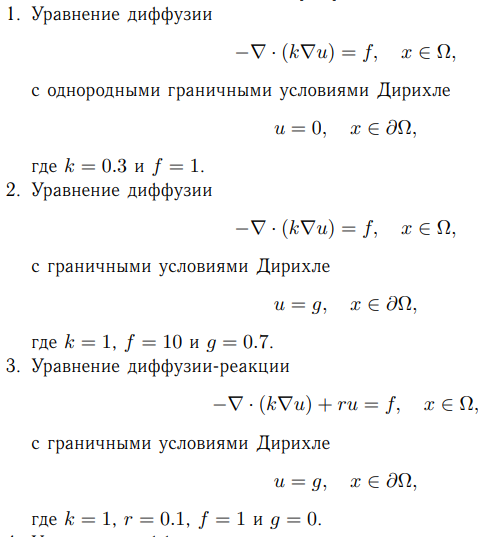 1. Уравнение диффузии
−∇ · (k∇u) = f, x ∈ Ω,
с однородными граничными условиями Дирихле
u = 0, x ∈ ∂Ω,
где k = 0.3 и f = 1.
2. Уравнение диффузии
−∇ · (k∇u) = f, x ∈ Ω,
с граничными условиями Дирихле
u = g, x ∈ ∂Ω,
где k = 1, f = 10 и g = 0.7.
3. Уравнение диффузии-реакции
−∇ · (k∇u) + ru = f, x ∈ Ω,
с граничными условиями Дирихле
u = g, x ∈ ∂Ω,
где k = 1, r = 0.1, f = 1 и g = 0.